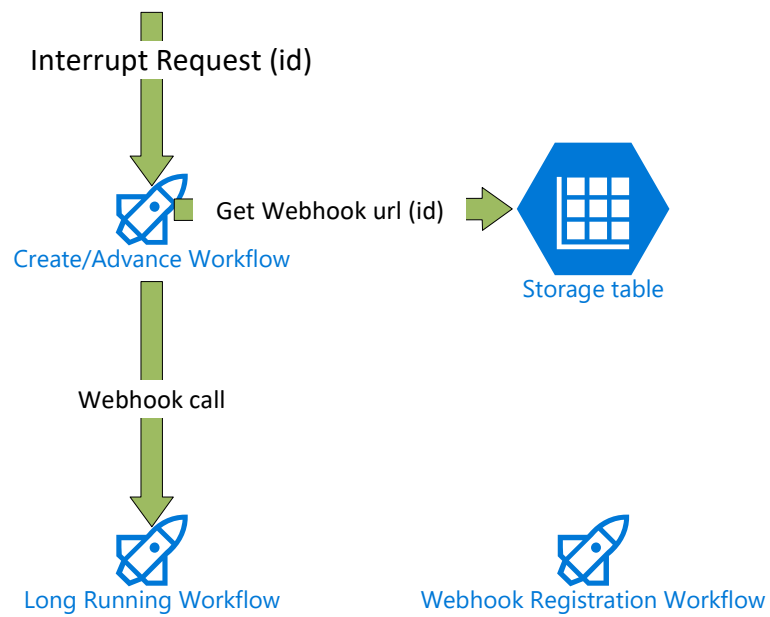 Interrupt Request (id)
Get Webhook url (id)
Create/Advance Workflow
Storage table
Webhook call
Long Running Workflow
Webhook Registration Workflow